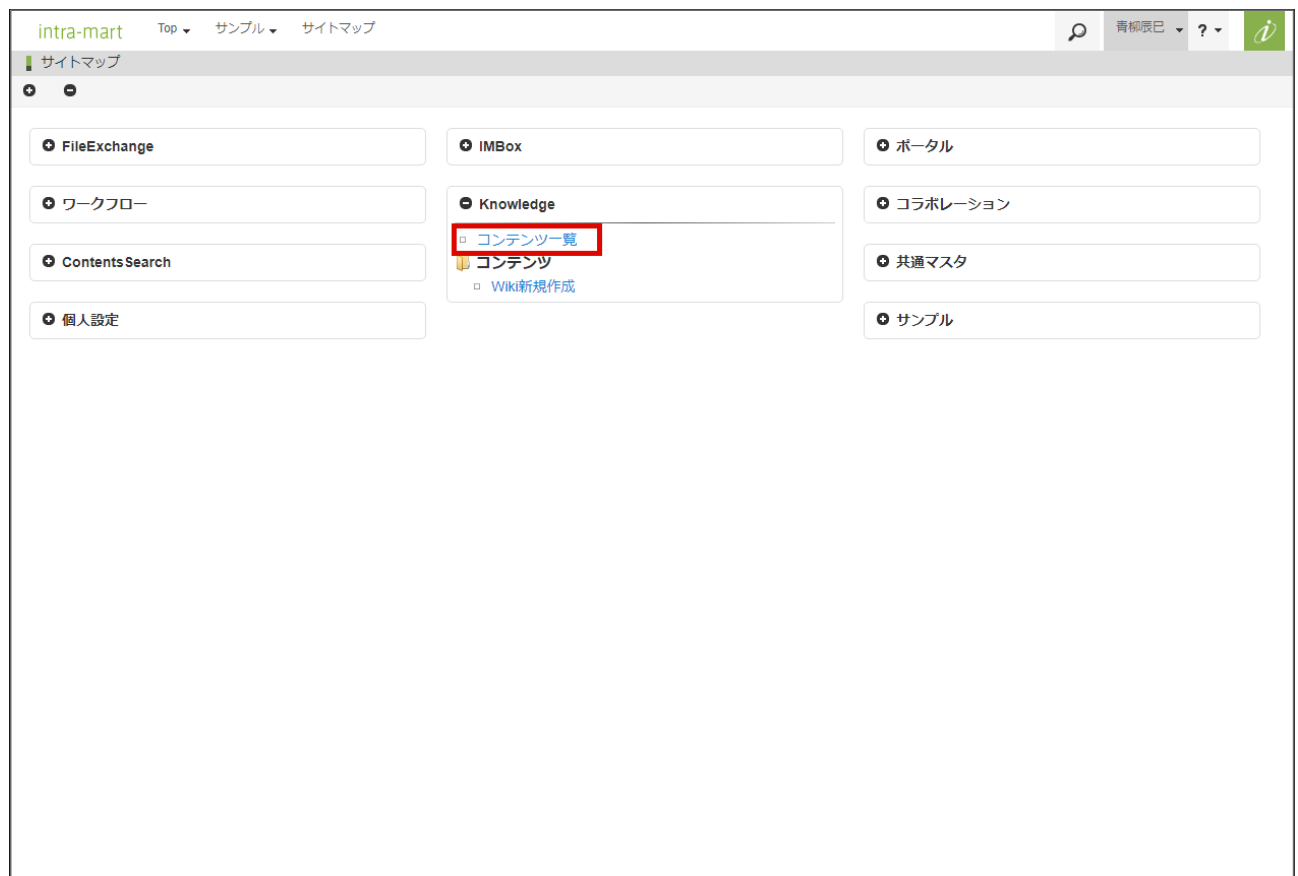 intra-mart Top サンプル サイトマップ 青柳辰巳 ?
サイトマップ
FileExchange IMBox ポータル
ワークフロー Knowledge コラボレーション
コンテンツ一覧
ContentsSearch コンテンツ 共通マスタ
Wiki新規作成
個人設定 サンプル